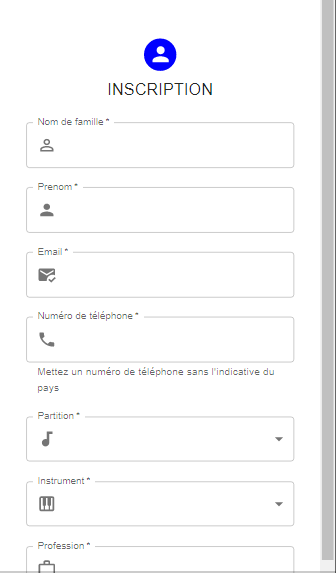 INSCRIPTION
Nom de famille *
Prenom *
Email *
Numéro de téléphone *
Mettez un numéro de téléphone sans l'indicative du
pays
Partition *
Instrument *
Profession *